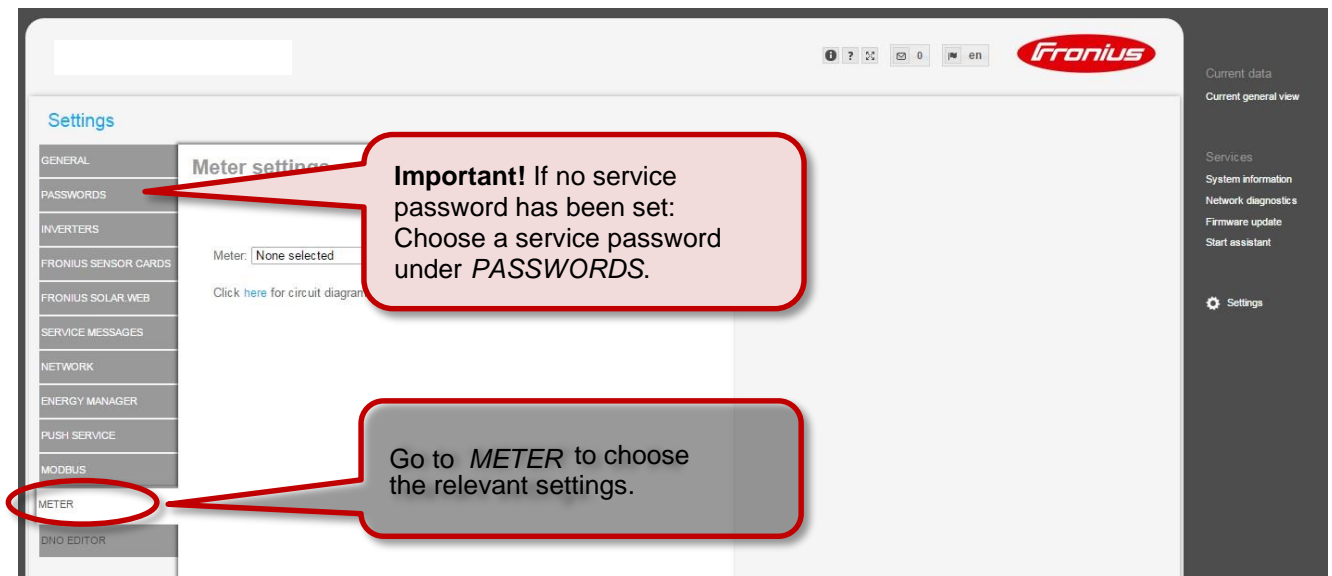 0
en
Fronius
Current data
Current general view
Settings
Services
System information
Network diagnostics
Firmware update
Start assistant
Settings
GENERAL
PASSWORDS
INVERTERS
FRONIUS SENSOR CARDS
FRONIUS SOLAR.WEB
SERVICE MESSAGES
NETWORK
ENERGY MANAGER
PUSH SERVICE
MODBUS
METER
DNO EDITOR
Meter settings
Meter: None selected
Click here for circuit diagram
Important! If no service
password has been set:
Choose a service password
under PASSWORDS.
Go to METER to choose
the relevant settings.